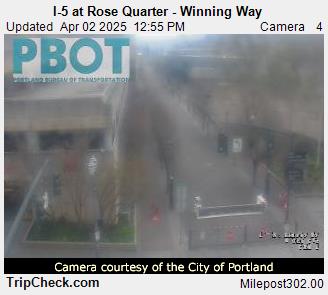 I-5 at Rose Quarter - Winning Way
Updated Apr 02 2025 12:55 PM Camera 4
PBOT
PORTLAND BUREAU OF TRANSPORTATION
Camera courtesy of the City of Portland
TripCheck.com Milepost302.00